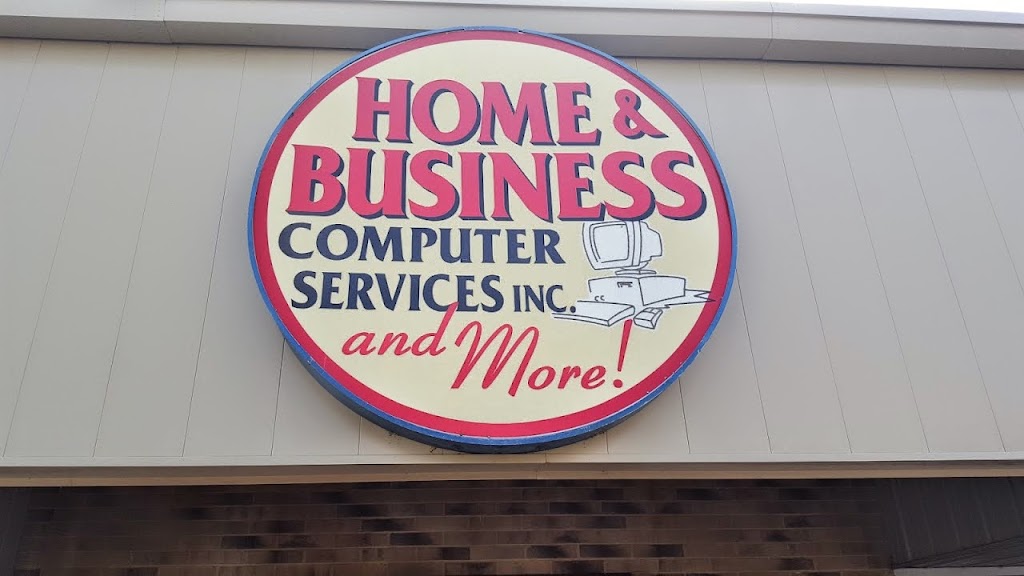 HOME &
BUSINESS
COMPUTER
SERVICES INC.
and More!